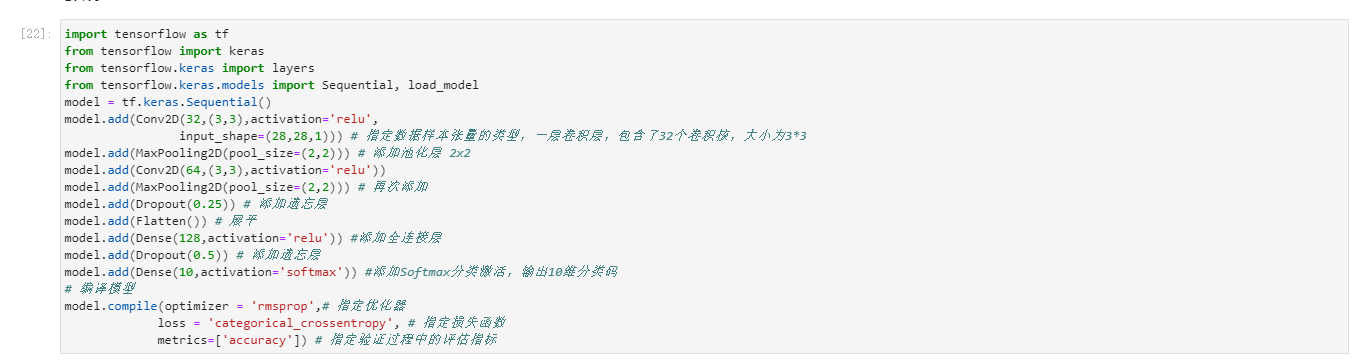 [22]:
import tensorflow as tf
from tensorflow import keras
from tensorflow.keras import layers
from tensorflow.keras.models import Sequential, load_model
model = tf.keras.Sequential()
model.add(Conv2D(32,(3,3),activation='relu',
input_shape=(28,28,1))) # 指定数据样本张量的类型，一层卷积层，包含了32个卷积核，大小为3*3
model.add(MaxPooling2D(pool_size=(2,2))) # 添加池化层 2x2
model.add(Conv2D(64,(3,3),activation='relu'))
model.add(MaxPooling2D(pool_size=(2,2))) # 再次添加
model.add(Dropout(0.25)) # 添加遗忘层
model.add(Flatten()) # 展平
model.add(Dense(128,activation='relu')) #添加全连接层
model.add(Dropout(0.5)) # 添加遗忘层
model.add(Dense(10,activation='softmax')) #添加Softmax分类激活，输出10维分类码
# 编译模型
model.compile(optimizer = 'rmsprop',# 指定优化器
loss = 'categorical_crossentropy', # 指定损失函数
metrics=['accuracy']) # 指定验证过程中的评估指标